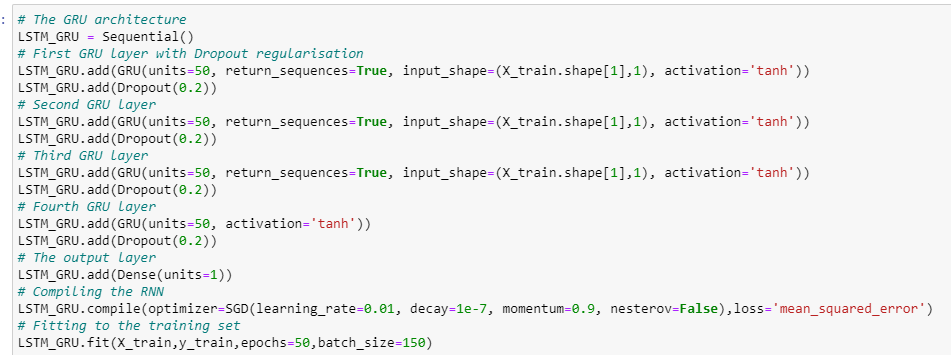 :
# The GRU architecture
LSTM_GRU = Sequential()
# First GRU layer with Dropout regularisation
LSTM_GRU.add(GRU(units=50, return_sequences=True, input_shape=(X_train.shape[1],1), activation='tanh'))
LSTM_GRU.add(Dropout(0.2))
# Second GRU layer
LSTM_GRU.add(GRU(units=50, return_sequences=True, input_shape=(X_train.shape[1],1), activation='tanh'))
LSTM_GRU.add(Dropout(0.2))
# Third GRU layer
LSTM_GRU.add(GRU(units=50, return_sequences=True, input_shape=(X_train.shape[1],1), activation='tanh'))
LSTM_GRU.add(Dropout(0.2))
# Fourth GRU layer
LSTM_GRU.add(GRU(units=50, activation='tanh'))
LSTM_GRU.add(Dropout(0.2))
# The output layer
LSTM_GRU.add(Dense(units=1))
# Compiling the RNN
LSTM_GRU.compile(optimizer=SGD(learning_rate=0.01, decay=1e-7, momentum=0.9, nesterov=False),loss='mean_squared_error')
# Fitting to the training set
LSTM_GRU.fit(X_train,y_train,epochs=50,batch_size=150)